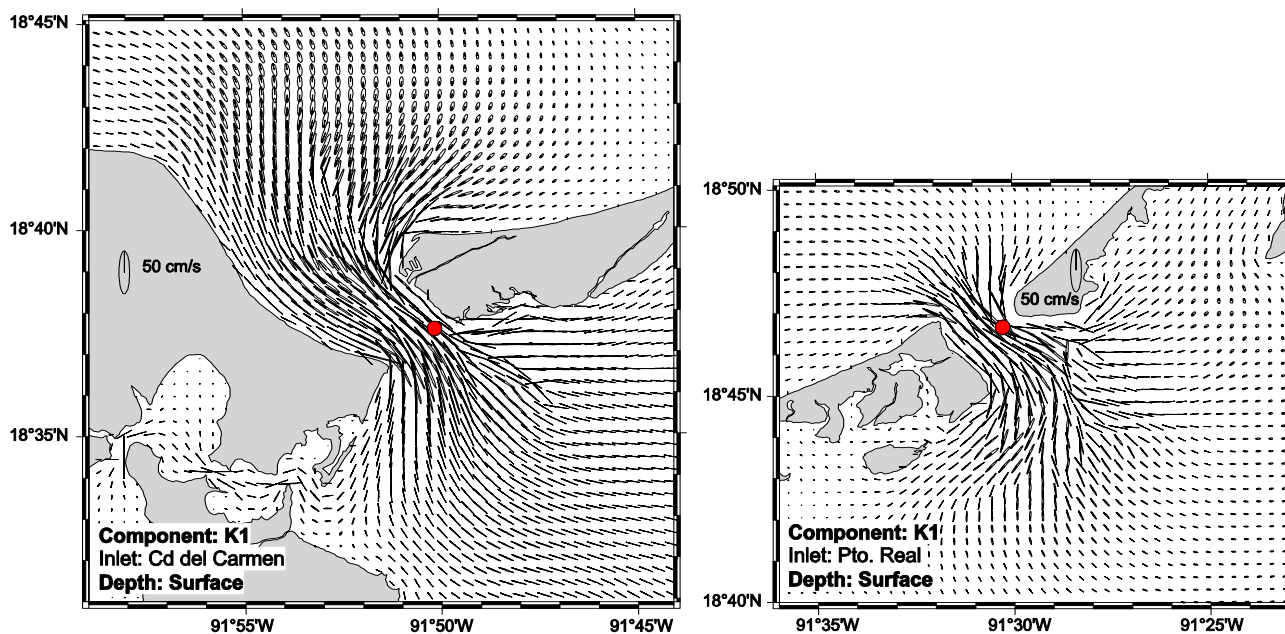 18°45'N
18°40'N
18°35'N
50 cm/s
Component: K1
Inlet: Cd del Carmen
Depth: Surface
91°55'W
91°50'W
91°45'W
18°50'N
18°45'N
18°40'N
50 cm/s
Component: K1
Inlet: Pto. Real
Depth: Surface
91°35'W
91°30'W
91°25'W